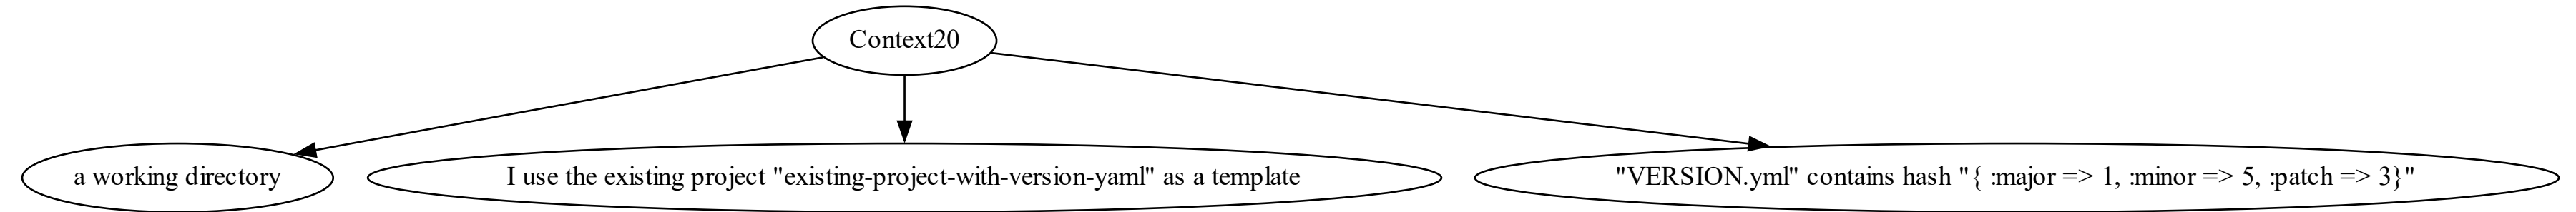 Context20
a working directory
I use the existing project "existing-project-with-version-yaml" as a template
"VERSION.yml" contains hash "{ :major => 1, :minor => 5, :patch => 3}"